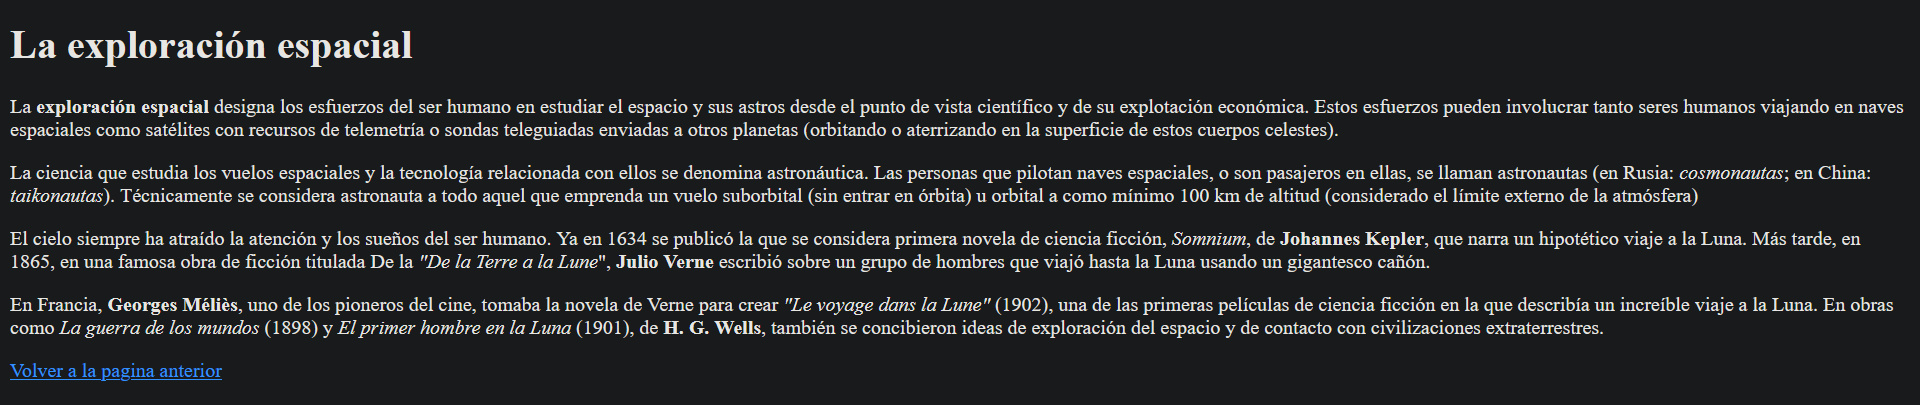 La exploración espacial
La exploración espacial designa los esfuerzos del ser humano en estudiar el espacio y sus astros desde el punto de vista científico y de su explotación económica. Estos esfuerzos pueden involucrar tanto seres humanos viajando en naves
espaciales como satélites con recursos de telemetría o sondas teleguiadas enviadas a otros planetas (orbitando o aterrizando en la superficie de estos cuerpos celestes).
La ciencia que estudia los vuelos espaciales y la tecnología relacionada con ellos se denomina astronáutica. Las personas que pilotan naves espaciales, o son pasajeros en ellas, se llaman astronautas (en Rusia: cosmonautas; en China:
taikonautas). Técnicamente se considera astronauta a todo aquel que emprenda un vuelo suborbital (sin entrar en órbita) u orbital a como mínimo 100 km de altitud (considerado el límite externo de la atmósfera)
El cielo siempre ha atraído la atención y los sueños del ser humano. Ya en 1634 se publicó la que se considera primera novela de ciencia ficción, Somnium, de Johannes Kepler, que narra un hipotético viaje a la Luna. Más tarde, en
1865, en una famosa obra de ficción titulada De la "De la Terre a la Lune", Julio Verne escribió sobre un grupo de hombres que viajó hasta la Luna usando un gigantesco cañón.
En Francia, Georges Méliès, uno de los pioneros del cine, tomaba la novela de Verne para crear "Le voyage dans la Lune" (1902), una de las primeras películas de ciencia ficción en la que describía un increíble viaje a la Luna. En obras
como La guerra de los mundos (1898) y El primer hombre en la Luna (1901), de H. G. Wells, también se concibieron ideas de exploración del espacio y de contacto con civilizaciones extraterrestres.
Volver a la pagina anterior